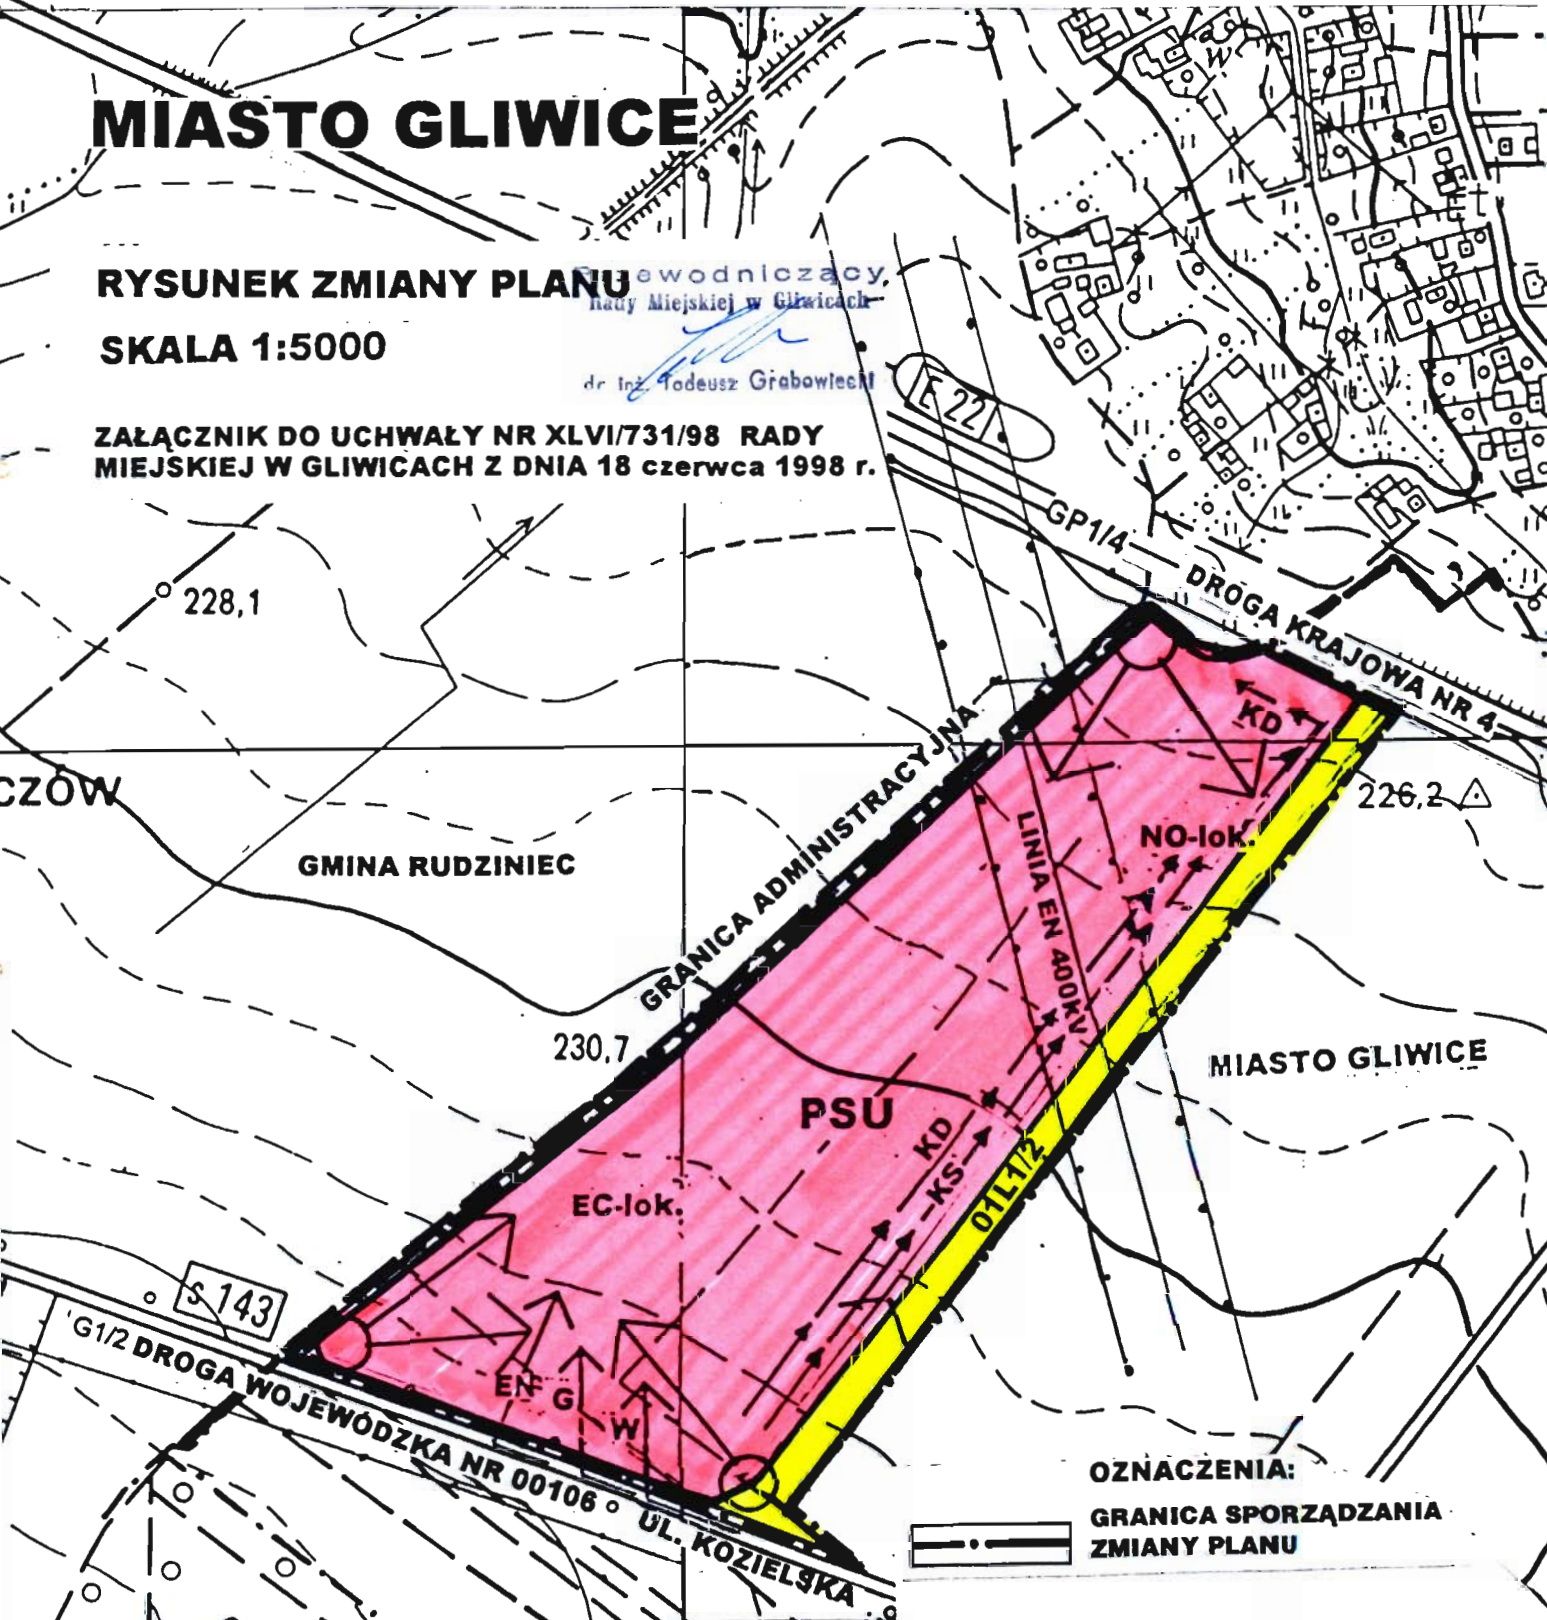 MIASTO GLIWICE
W
RYSUNEK ZMIANY PLANU
Rady Miejskiej w Gliwicach
SKALA 1:5000
dr inż. Tadeusz Grabowiecki
E 22
ZAŁĄCZNIK DO UCHWAŁY NR XLVI/731/98 RADY
MIEJSKIEJ W GLIWICACH Z DNIA 18 czerwca 1998 r.
GP1/4
DROGA KRAJOWA NR 4
228,1
KD
CZÓW
226,2
GRANICA ADMINISTRACYJNA
LINIA EN 400kV
NO-lok.
GMINA RUDZINIEC
230,7
MIASTO GLIWICE
PSU
KD
KS
01L1/2
EC-lok.
S 143
G1/2 DROGA WOJEWÓDZKA NR 00106
UL. KOZIELSKA
EN
G
W
OZNACZENIA:
GRANICA SPORZĄDZANIA
ZMIANY PLANU